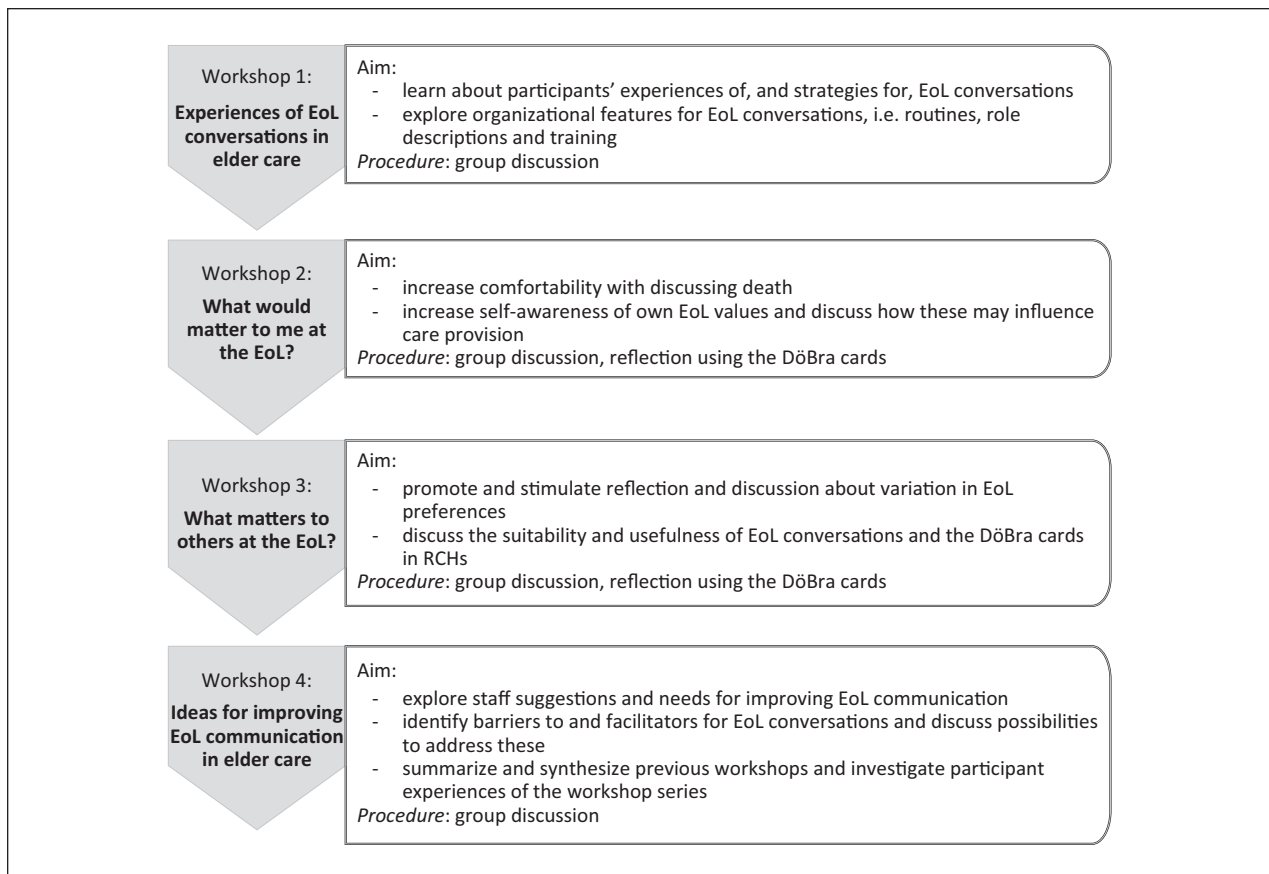 Workshop 1:
Experiences of EoL
conversations in
elder care
Aim:
- learn about participants’ experiences of, and strategies for, EoL conversations
- explore organizational features for EoL conversations, i.e. routines, role
descriptions and training
Procedure: group discussion
Workshop 2:
What would
matter to me at
the EoL?
Aim:
- increase comfortability with discussing death
- increase self-awareness of own EoL values and discuss how these may influence
care provision
Procedure: group discussion, reflection using the DöBra cards
Workshop 3:
What matters to
others at the EoL?
Aim:
- promote and stimulate reflection and discussion about variation in EoL
preferences
- discuss the suitability and usefulness of EoL conversations and the DöBra cards
in RCHs
Procedure: group discussion, reflection using the DöBra cards
Workshop 4:
Ideas for improving
EoL communication
in elder care
Aim:
- explore staff suggestions and needs for improving EoL communication
- identify barriers to and facilitators for EoL conversations and discuss possibilities
to address these
- summarize and synthesize previous workshops and investigate participant
experiences of the workshop series
Procedure: group discussion